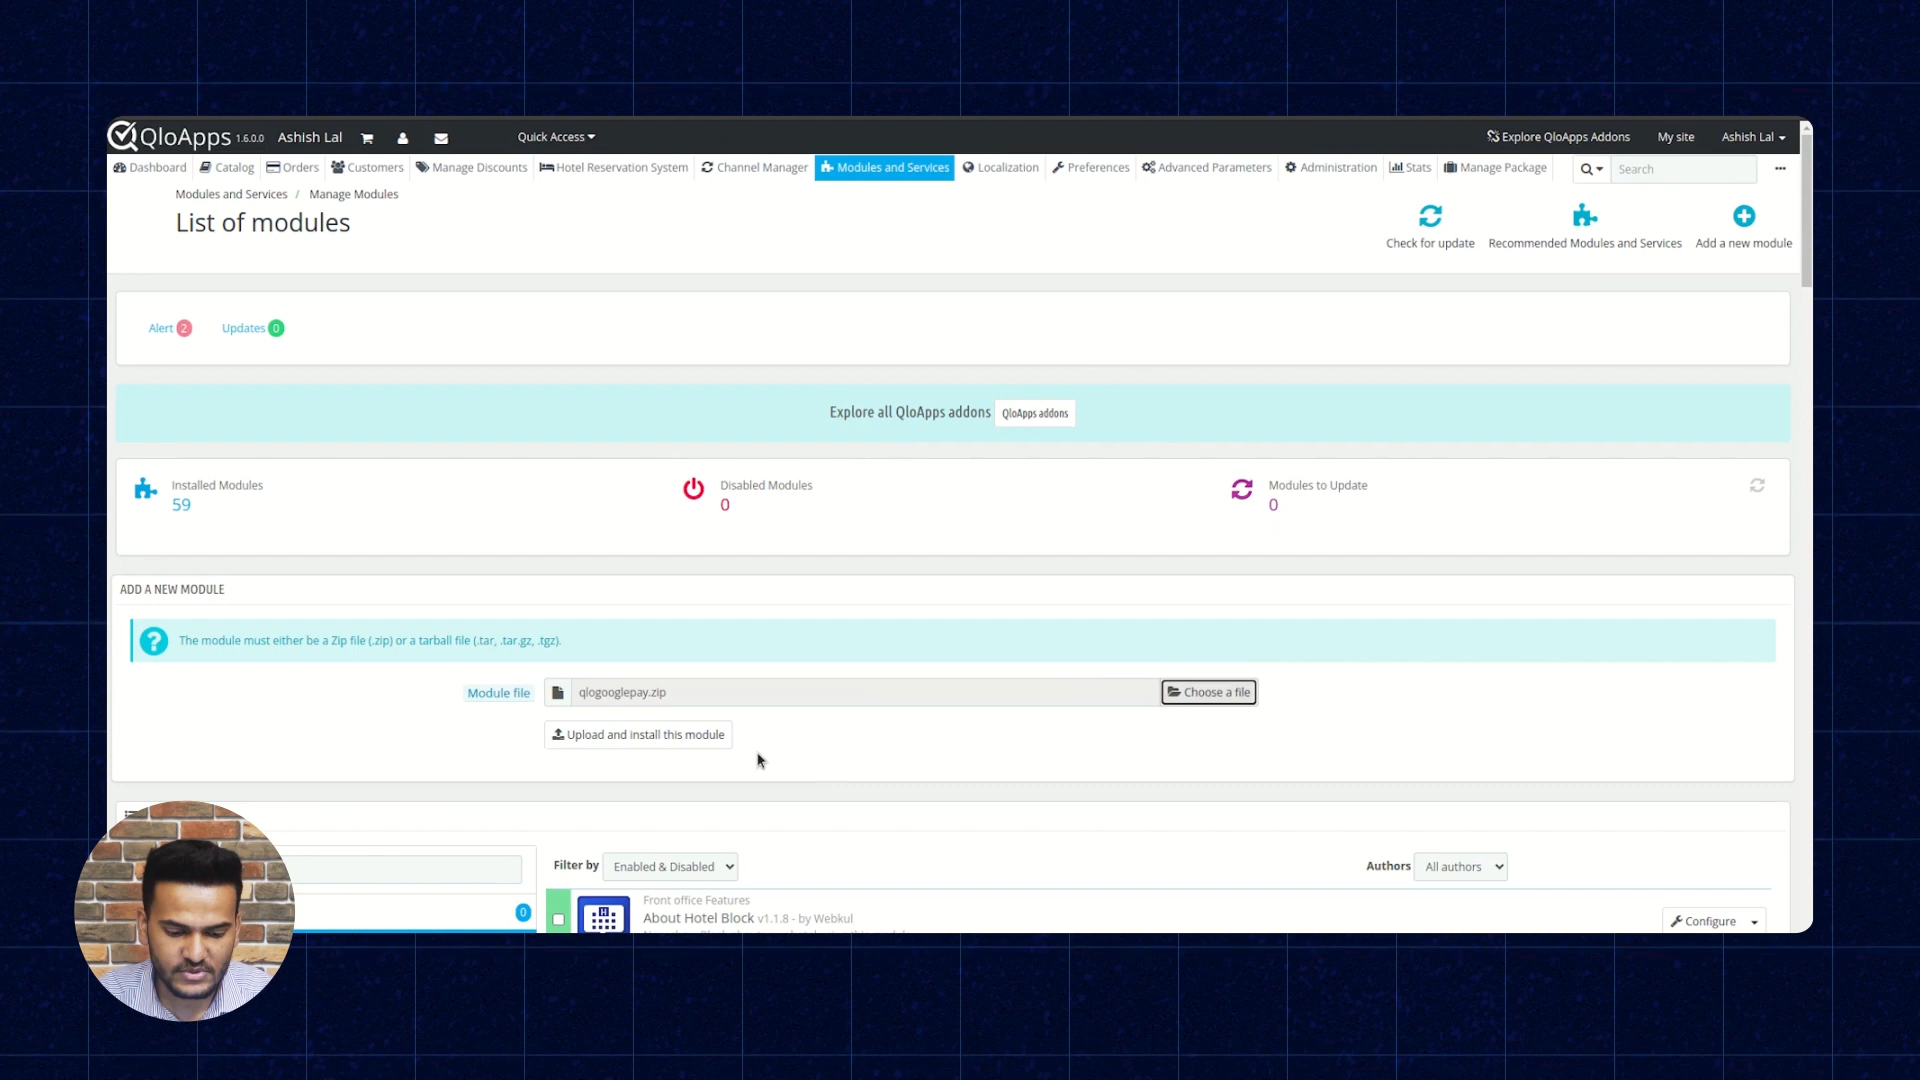 QloApps 1.6.0.0 Ashish Lal Quick Access Explore QloApps Addons My site Ashish Lal
Dashboard Catalog Orders Customers Manage Discounts Hotel Reservation System Channel Manager Modules and Services Localization Preferences Advanced Parameters Administration Stats Manage Package Search
Modules and Services / Manage Modules
List of modules
Check for update Recommended Modules and Services Add a new module
Alert 2 Updates 0
Explore all QloApps addons QloApps addons
Installed Modules
59
Disabled Modules
0
Modules to Update
0
ADD A NEW MODULE
The module must either be a Zip file (.zip) or a tarball file (.tar, .tar.gz, .tgz).
Module file qlogooglepay.zip Choose a file
Upload and install this module
Filter by Enabled & Disabled Authors All authors
0
Front office Features
About Hotel Block v1.1.8 - by Webkul
Configure